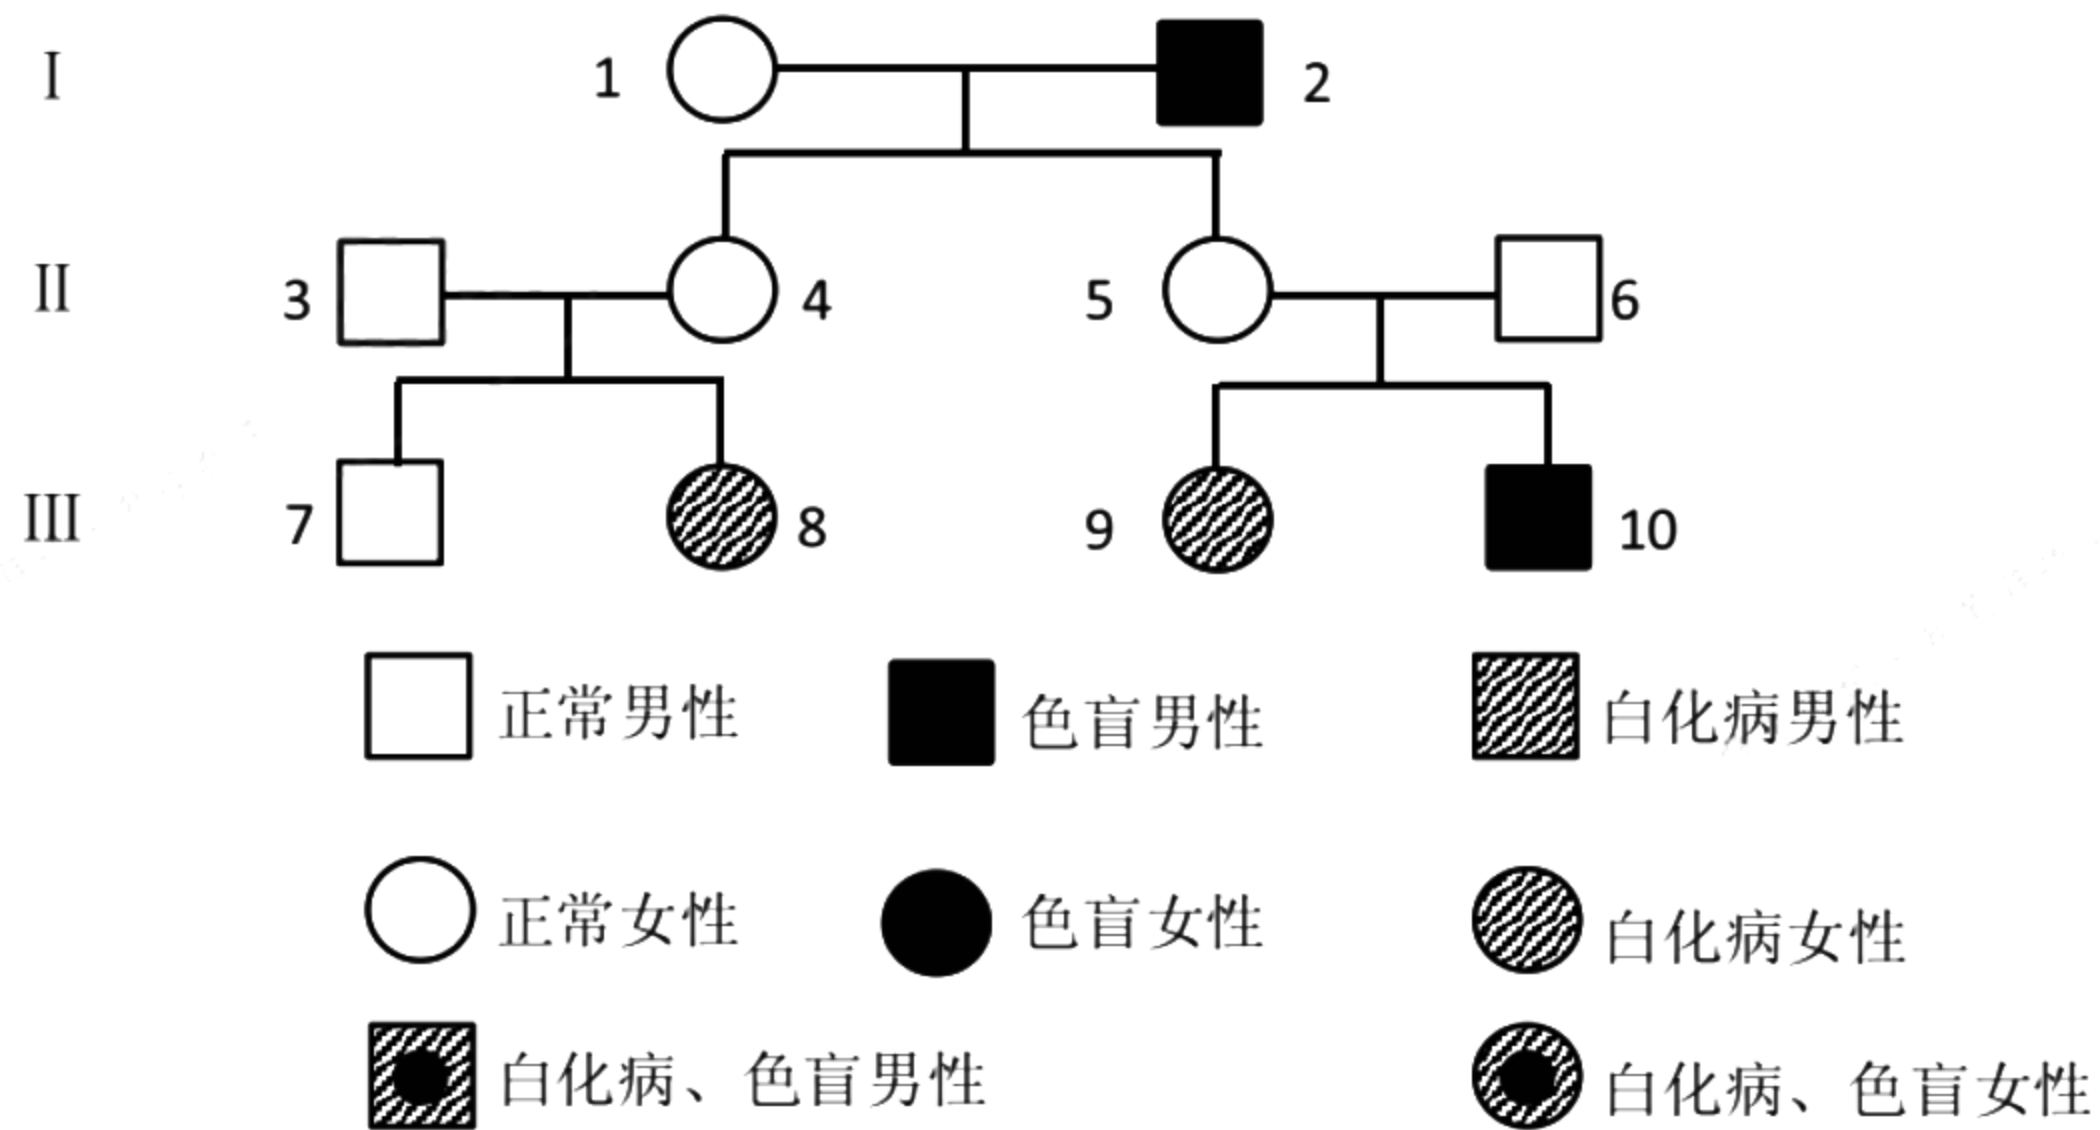 I 1 2
II 3 4 5 6
III 7 8 9 10
正常男性 色盲男性 白化病男性
正常女性 色盲女性 白化病女性
白化病、色盲男性 白化病、色盲女性